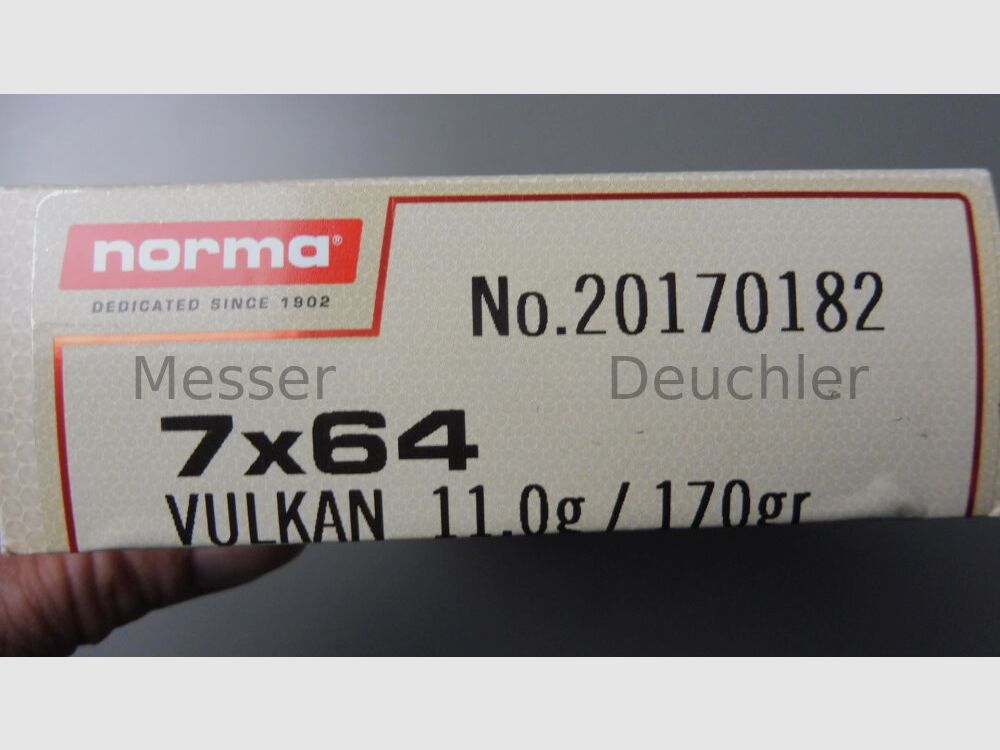 norma®
DEDICATED SINCE 1902
No.20170182
Messer Deuchler
7x64
VULKAN 11.0g / 170gr